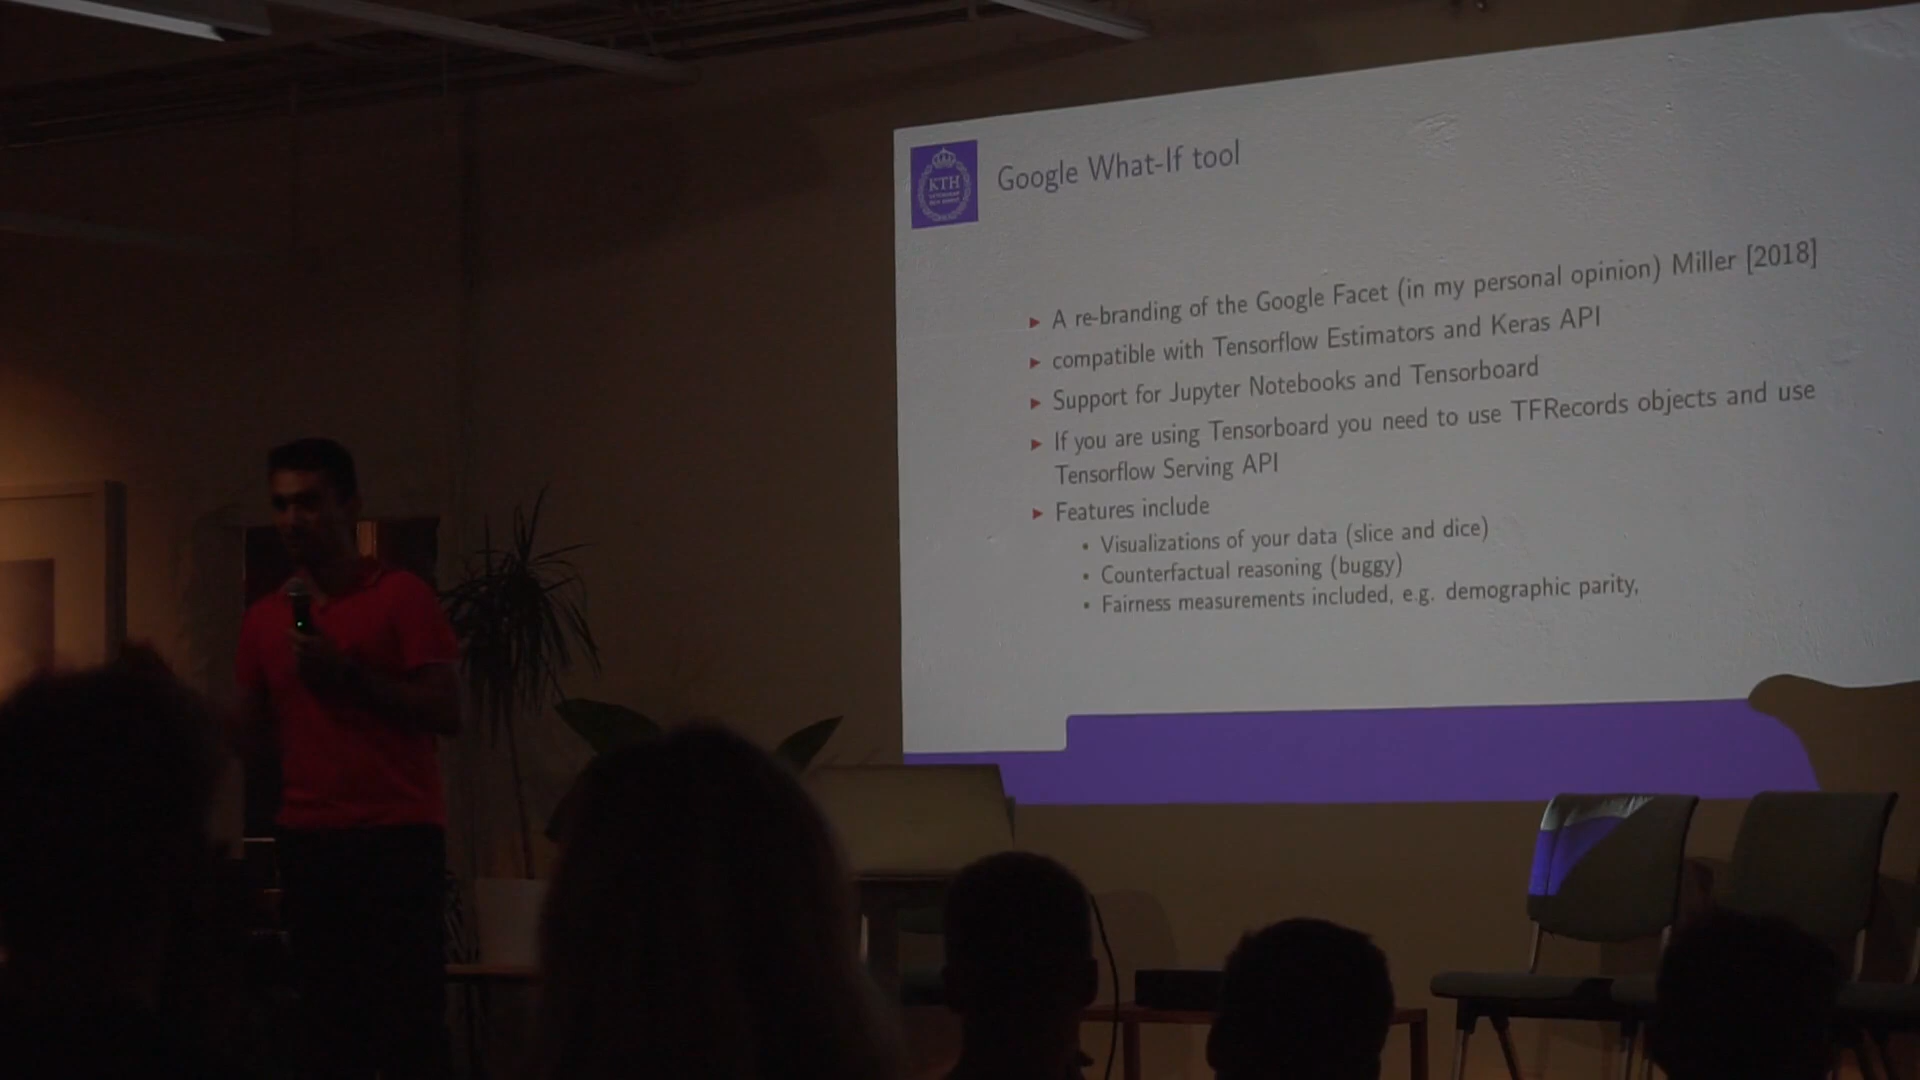 KTH
Google What-If tool
► A re-branding of the Google Facet (in my personal opinion) Miller [2018]
► compatible with Tensorflow Estimators and Keras API
► Support for Jupyter Notebooks and Tensorboard
► If you are using Tensorboard you need to use TFRecords objects and use
Tensorflow Serving API
► Features include
• Visualizations of your data (slice and dice)
• Counterfactual reasoning (buggy)
• Fairness measurements included, e.g. demographic parity,